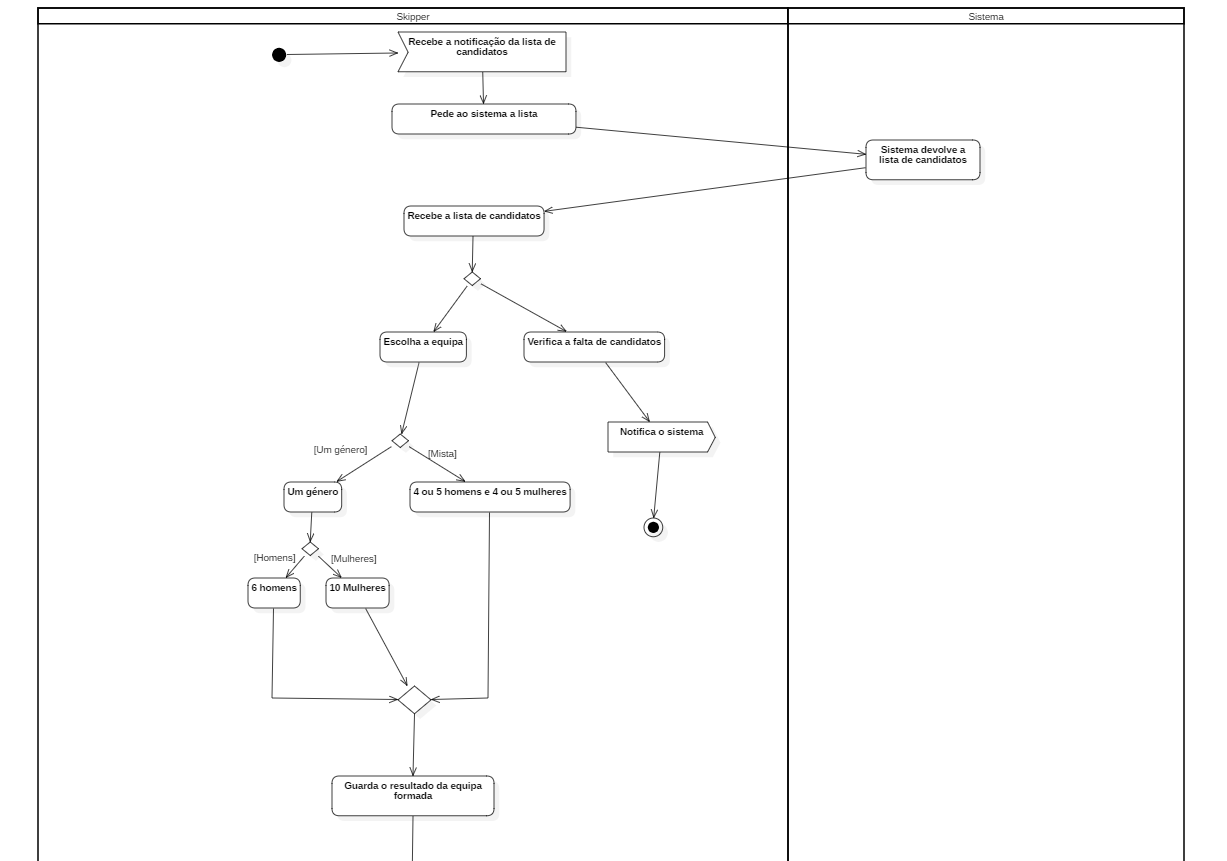 Skipper
Sistema
Recebe a notificação da lista de
candidatos
Pede ao sistema a lista
Sistema devolve a
lista de candidatos
Recebe a lista de candidatos
Escolha a equipa
Verifica a falta de candidatos
Notifica o sistema
[Um género]
[Mista]
Um género
4 ou 5 homens e 4 ou 5 mulheres
[Homens]
[Mulheres]
6 homens
10 Mulheres
Guarda o resultado da equipa
formada